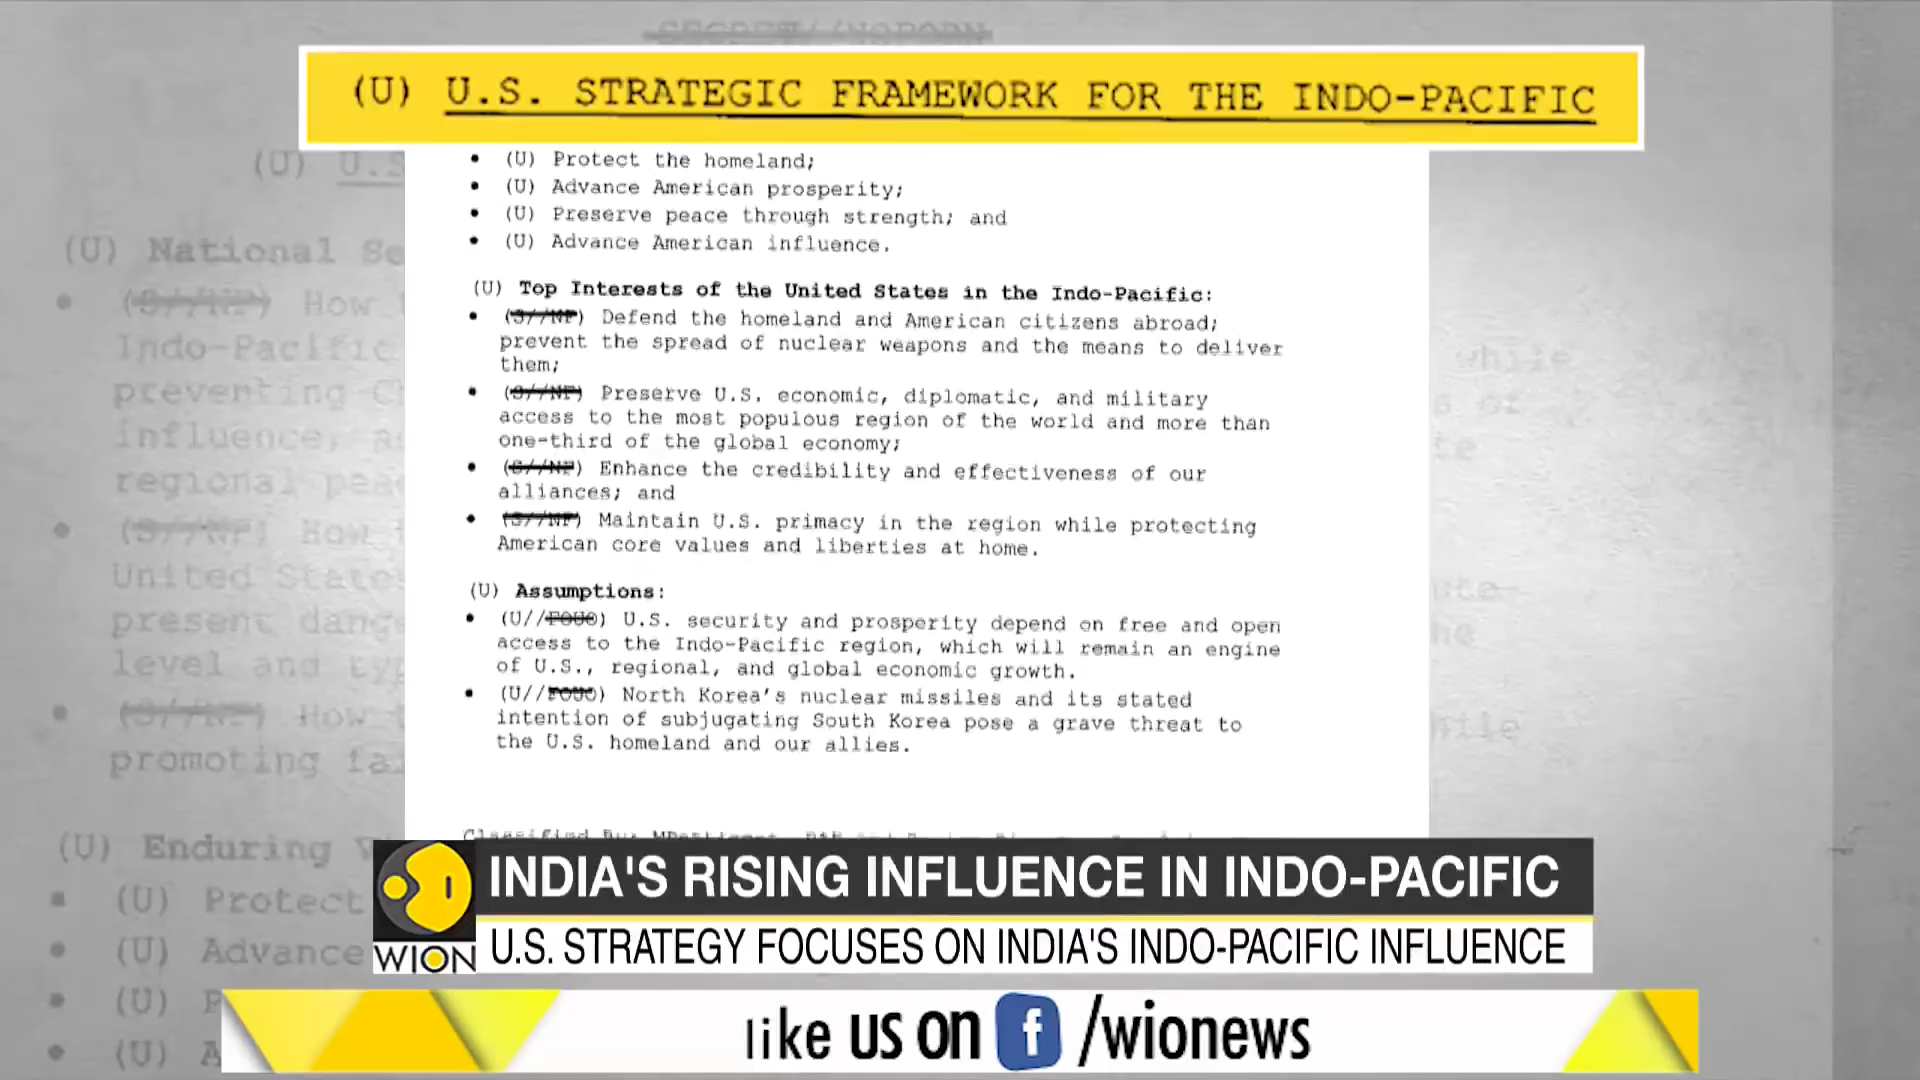 SECRET//NOFORN
(U) U.S. STRATEGIC FRAMEWORK FOR THE INDO-PACIFIC
• (U) Protect the homeland;
• (U) Advance American prosperity;
• (U) Preserve peace through strength; and
• (U) Advance American influence.
(U) Top Interests of the United States in the Indo-Pacific:
• (S//NF) Defend the homeland and American citizens abroad;
prevent the spread of nuclear weapons and the means to deliver
them;
• (S//NF) Preserve U.S. economic, diplomatic, and military
access to the most populous region of the world and more than
one-third of the global economy;
• (S//NF) Enhance the credibility and effectiveness of our
alliances; and
• (S//NF) Maintain U.S. primacy in the region while protecting
American core values and liberties at home.
(U) Assumptions:
• (U//FOUO) U.S. security and prosperity depend on free and open
access to the Indo-Pacific region, which will remain an engine
of U.S., regional, and global economic growth.
• (U//FOUO) North Korea's nuclear missiles and its stated
intention of subjugating South Korea pose a grave threat to
the U.S. homeland and our allies.
Classified By:
(U) U.S
(U) National Se
• (S//NF) How
Indo-Pacific while
preventing
influence,
regional
• (S//NF) How
United States
present
level and
• (S//NF) How
promoting
(U) Enduring
• (U) Protect
• (U) Advance
• (U) P
• (U) A
INDIA'S RISING INFLUENCE IN INDO-PACIFIC
WION U.S. STRATEGY FOCUSES ON INDIA'S INDO-PACIFIC INFLUENCE
like us on f /wionews